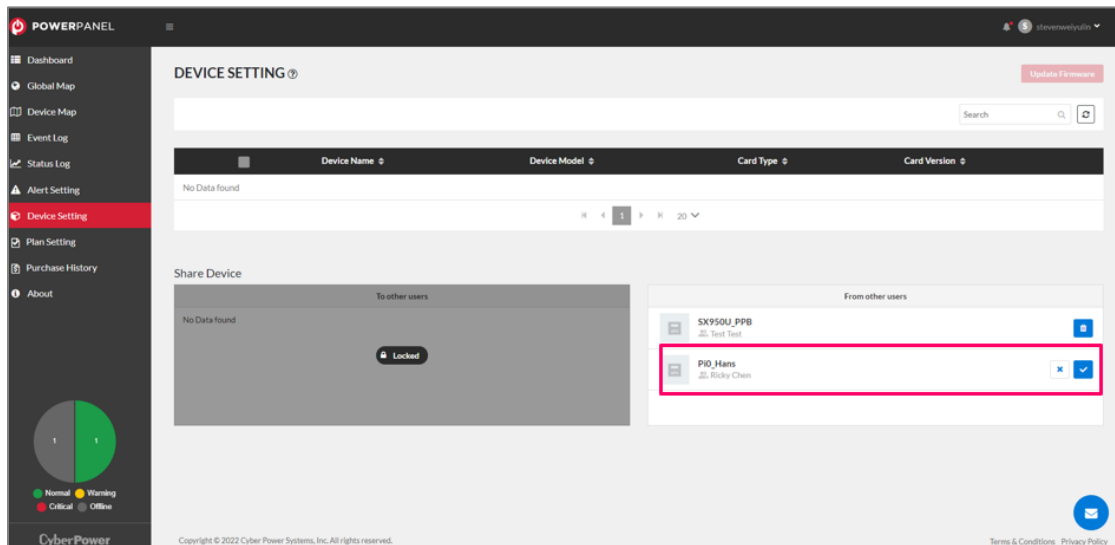 POWERPANEL
stevenweiyulin
Dashboard
Global Map
Device Map
Event Log
Status Log
Alert Setting
Device Setting
Plan Setting
Purchase History
About
1 1
Normal Warning
Critical Offline
CyberPower
DEVICE SETTING
Update Firmware
Search
Device Name Device Model Card Type Card Version
No Data found
1 20
Share Device
To other users
No Data found
Locked
From other users
SX950U_PPB
Test Test
Pi0_Hans
Ricky Chen
Copyright © 2022 Cyber Power Systems, Inc. All rights reserved.
Terms & Conditions Privacy Policy